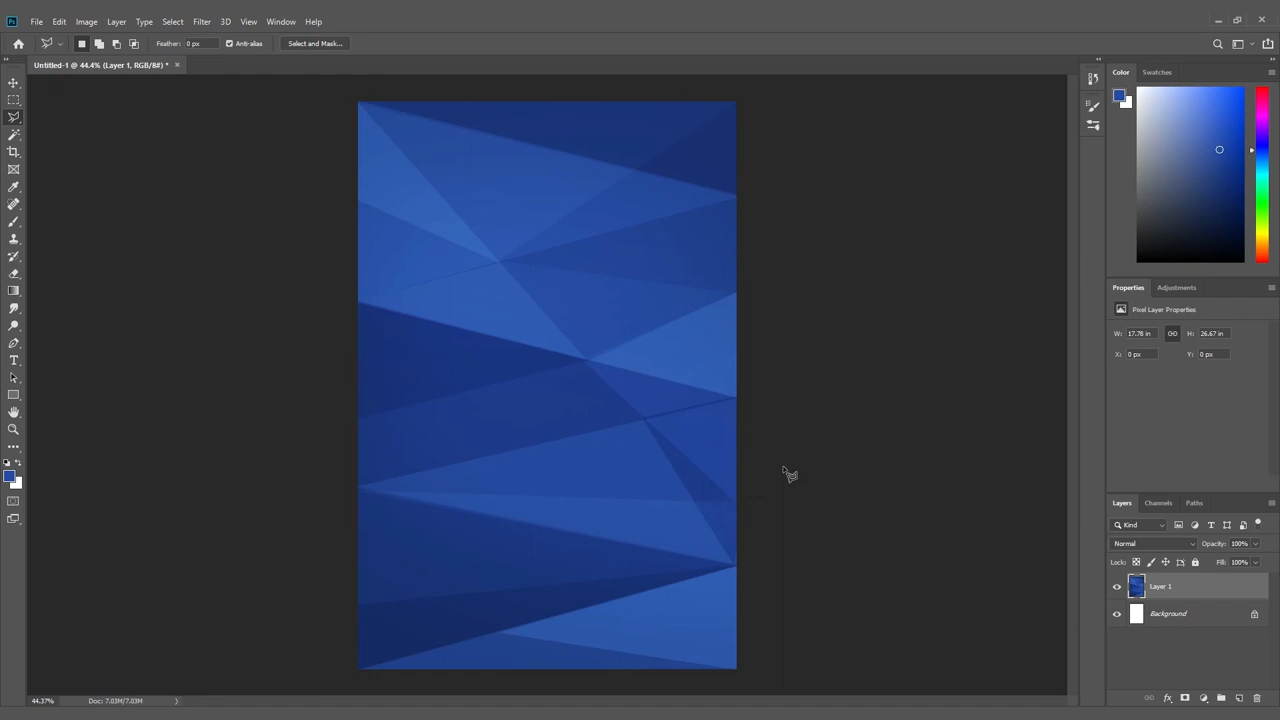 Ps File Edit Image Layer Type Select Filter 3D View Window Help
Feather: 0 px Anti-alias Select and Mask...
Untitled-1 @ 44.4% (Layer 1, RGB/8#) * ×
Color Swatches
Properties Adjustments
Pixel Layer Properties
W: 17.78 in H: 26.67 in
X: 0 px Y: 0 px
Layers Channels Paths
Kind
Normal Opacity: 100%
Lock: Fill: 100%
Layer 1
Background
44.37% Doc: 7.03M/7.03M